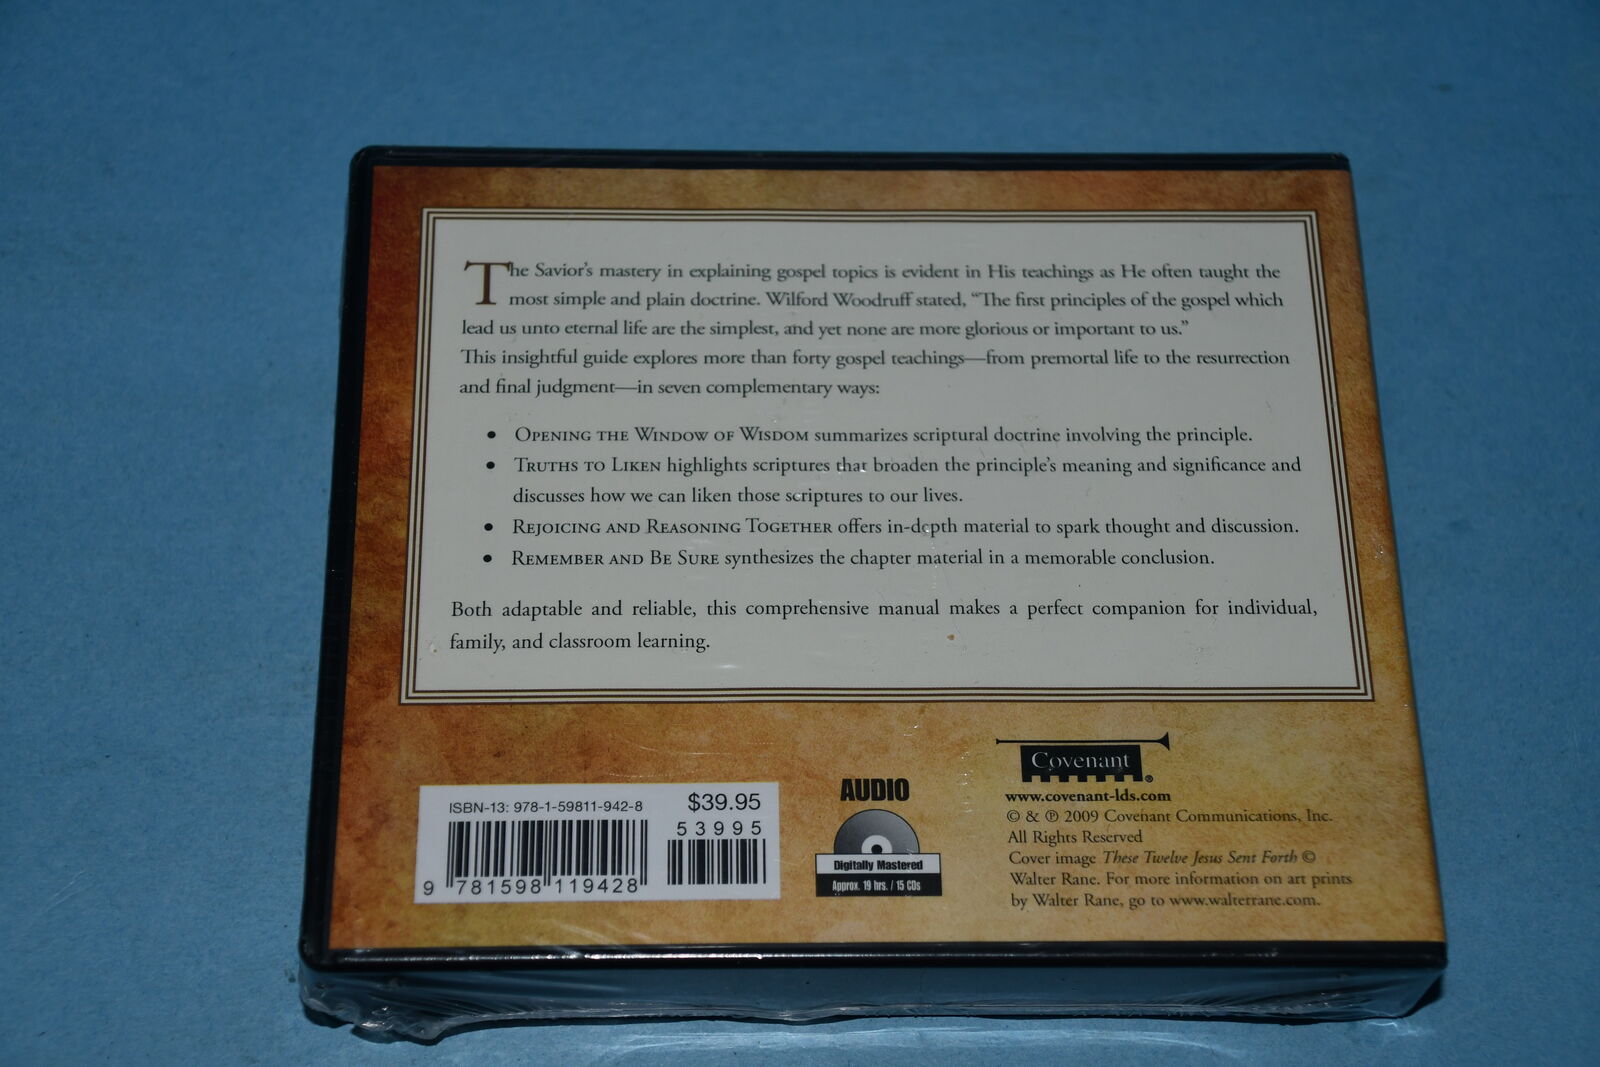 The Savior's mastery in explaining gospel topics is evident in His teachings as He often taught the
most simple and plain doctrine. Wilford Woodruff stated, “The first principles of the gospel which
lead us unto eternal life are the simplest, and yet none are more glorious or important to us.”
This insightful guide explores more than forty gospel teachings—from premortal life to the resurrection
and final judgment—in seven complementary ways:
• OPENING THE WINDOW OF WISDOM summarizes scriptural doctrine involving the principle.
• TRUTHS TO LIKEN highlights scriptures that broaden the principle's meaning and significance and
discusses how we can liken those scriptures to our lives.
• REJOICING AND REASONING TOGETHER offers in-depth material to spark thought and discussion.
• REMEMBER AND BE SURE synthesizes the chapter material in a memorable conclusion.
Both adaptable and reliable, this comprehensive manual makes a perfect companion for individual,
family, and classroom learning.
ISBN-13: 978-1-59811-942-8
$39.95
53995
9 781598 119428
AUDIO
Digitally Mastered
Approx. 19 hrs. / 15 CDs
Covenant®
www.covenant-lds.com
© & ℗ 2009 Covenant Communications, Inc.
All Rights Reserved
Cover image These Twelve Jesus Sent Forth ©
Walter Rane. For more information on art prints
by Walter Rane, go to www.walterrane.com.